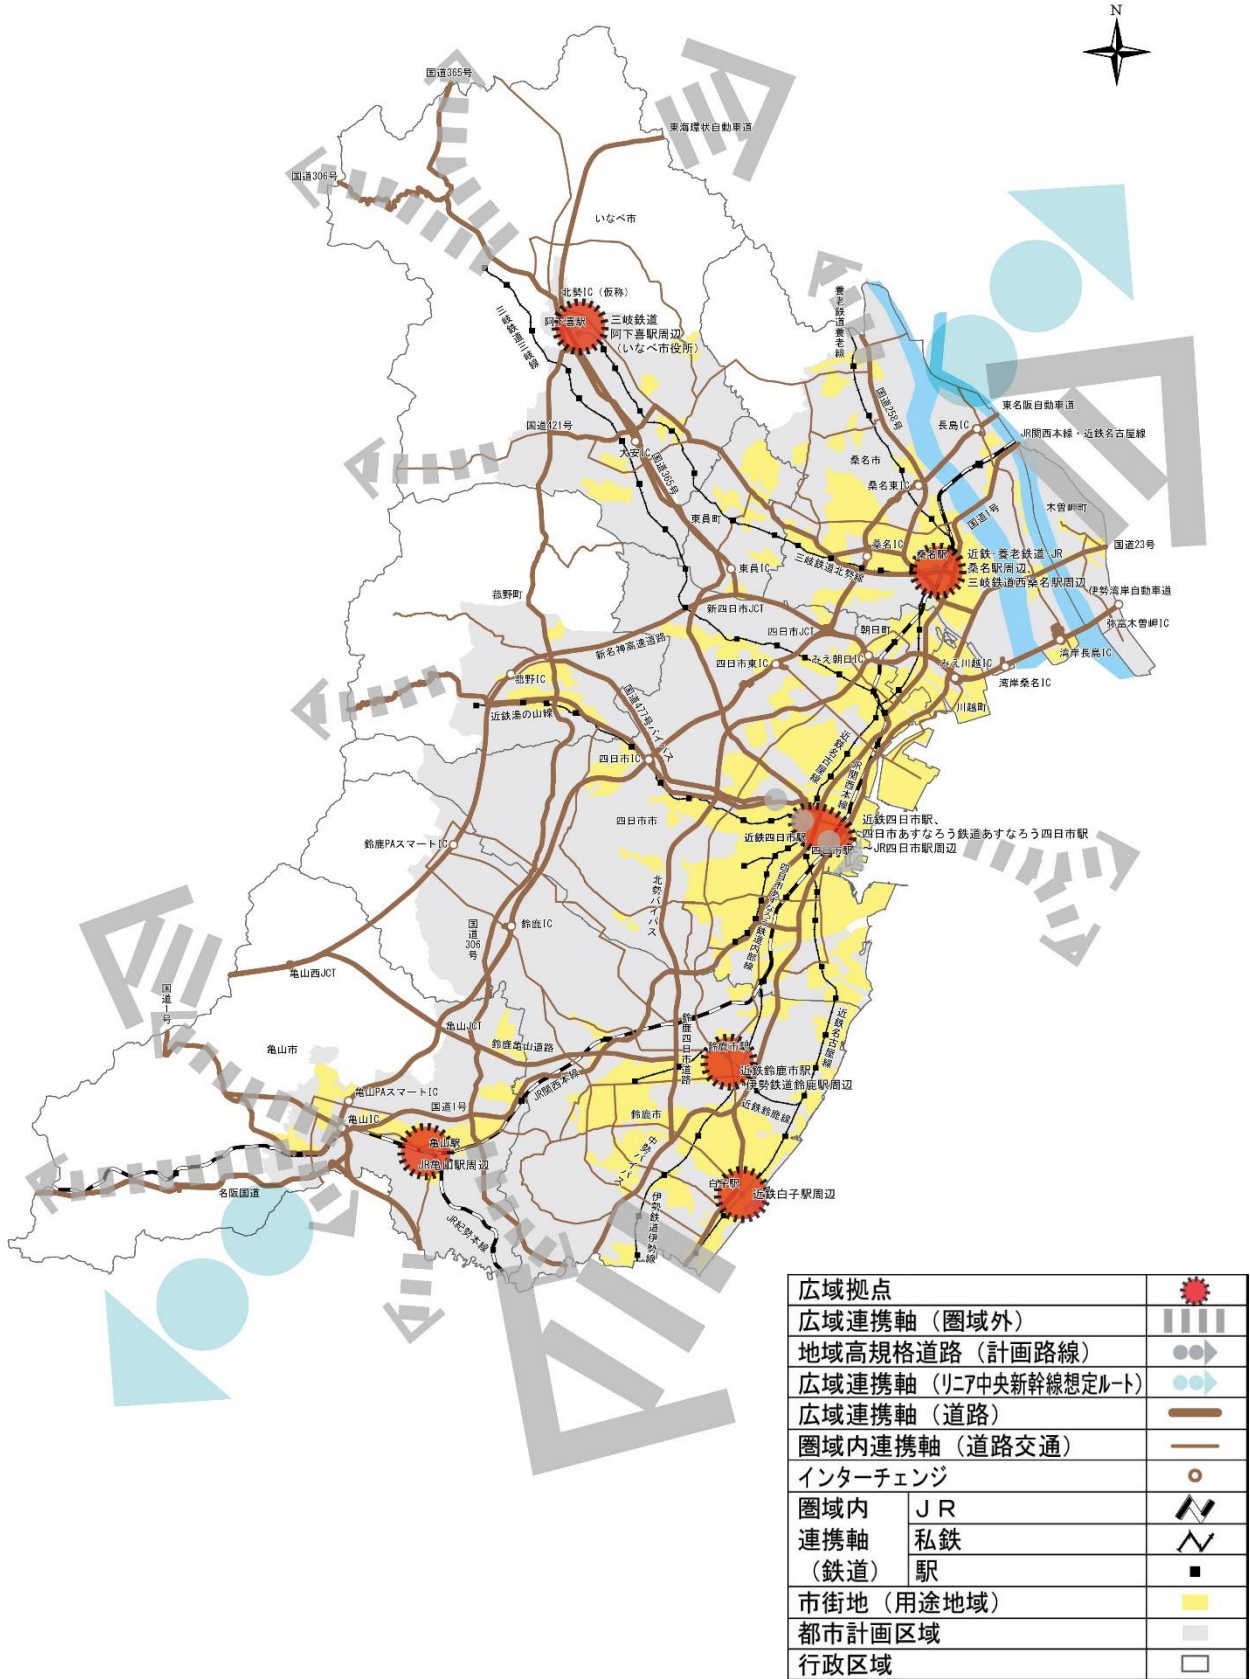 N
国道365号
東海環状自動車道
国道306号
いなべ市
北勢IC（仮称）
阿下喜駅
三岐鉄道
阿下喜駅周辺
（いなべ市役所）
三岐鉄道三岐線
養老鉄道養老線
国道258号
東名阪自動車道
長島IC
JR関西本線・近鉄名古屋線
国道421号
大安IC
国道365号
桑名市
桑名東IC
東員町
国道1号
木曽岬町
桑名IC
桑名駅
近鉄・養老鉄道・JR
桑名駅周辺、
三岐鉄道西桑名駅周辺
国道23号
三岐鉄道北勢線
東員IC
伊勢湾岸自動車道
菰野町
新四日市JCT
弥富木曽岬IC
四日市JCT
朝日町
湾岸長島IC
新名神高速道路
四日市東IC
みえ朝日IC
みえ川越IC
湾岸桑名IC
菰野IC
川越町
国道477号バイパス
近鉄湯の山線
近鉄名古屋線
JR関西本線
四日市IC
四日市市
近鉄四日市駅
近鉄四日市駅、
四日市あすなろう鉄道あすなろう四日市駅
～JR四日市駅周辺
四日市駅
鈴鹿PAスマートIC
北勢バイパス
四日市あすなろう鉄道内部線
国道306号
鈴鹿IC
亀山西JCT
国道1号
亀山JCT
鈴鹿四日市道路
近鉄名古屋線
亀山市
鈴鹿亀山道路
鈴鹿市駅
近鉄鈴鹿市駅・
伊勢鉄道鈴鹿駅周辺
JR関西本線
亀山PAスマートIC
国道1号
鈴鹿市
近鉄鈴鹿線
亀山IC
亀山駅
JR亀山駅周辺
中勢バイパス
白子駅
近鉄白子駅周辺
名阪国道
JR紀勢本線
伊勢鉄道伊勢線
広域拠点
広域連携軸（圏域外）
地域高規格道路（計画路線）
広域連携軸（リニア中央新幹線想定ルート）
広域連携軸（道路）
圏域内連携軸（道路交通）
インターチェンジ
圏域内 ＪＲ
連携軸 私鉄
（鉄道） 駅
市街地（用途地域）
都市計画区域
行政区域